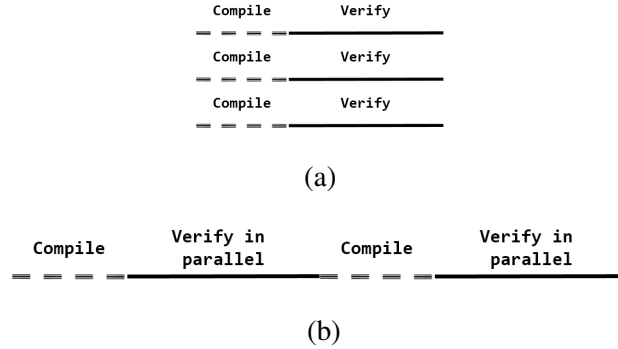 Compile Verify
Compile Verify
Compile Verify
(a)
Compile Verify in parallel Compile Verify in parallel
(b)